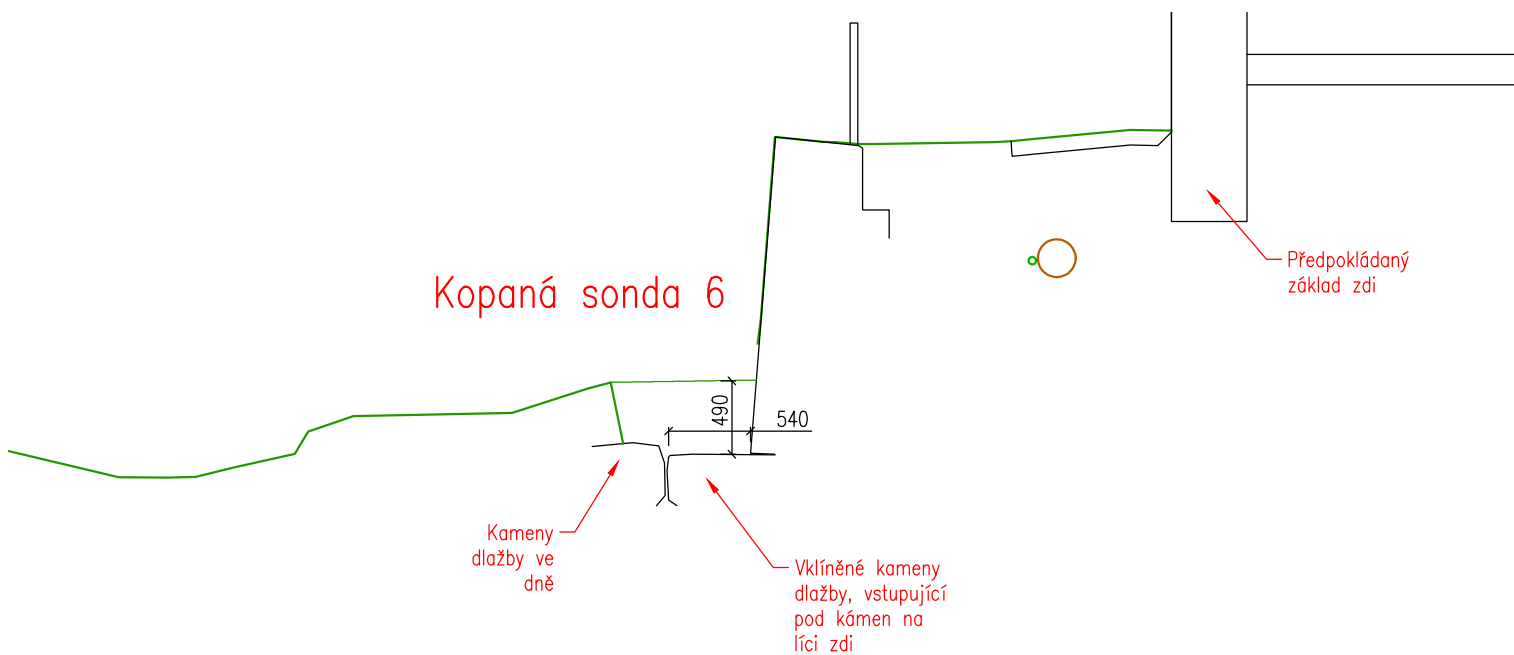 Kopaná sonda 6
Předpokládaný
základ zdi
490
540
Kameny
dlažby ve
dně
Vklíněné kameny
dlažby, vstupující
pod kámen na
líci zdi